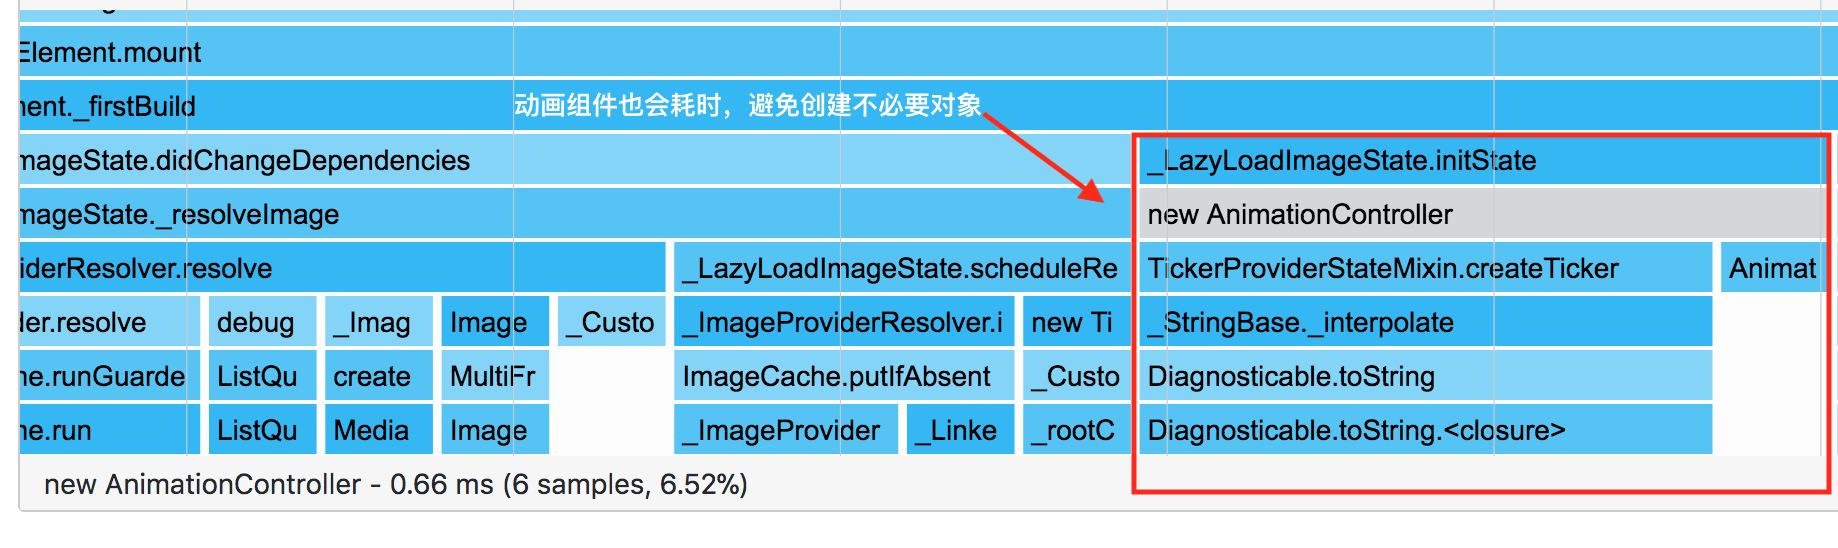 Element.mount
nent._firstBuild
动画组件也会耗时，避免创建不必要对象
mageState.didChangeDependencies
_LazyLoadImageState.initState
mageState._resolveImage
new AnimationController
iderResolver.resolve
_LazyLoadImageState.scheduleRe
TickerProviderStateMixin.createTicker
Animat
der.resolve
debug
_Imag
Image
_Custo
_ImageProviderResolver.i
new Ti
_StringBase._interpolate
ne.runGuarde
ListQu
create
MultiFr
ImageCache.putIfAbsent
_Custo
Diagnosticable.toString
ne.run
ListQu
Media
Image
_ImageProvider
_Linke
_rootC
Diagnosticable.toString.<closure>
new AnimationController - 0.66 ms (6 samples, 6.52%)